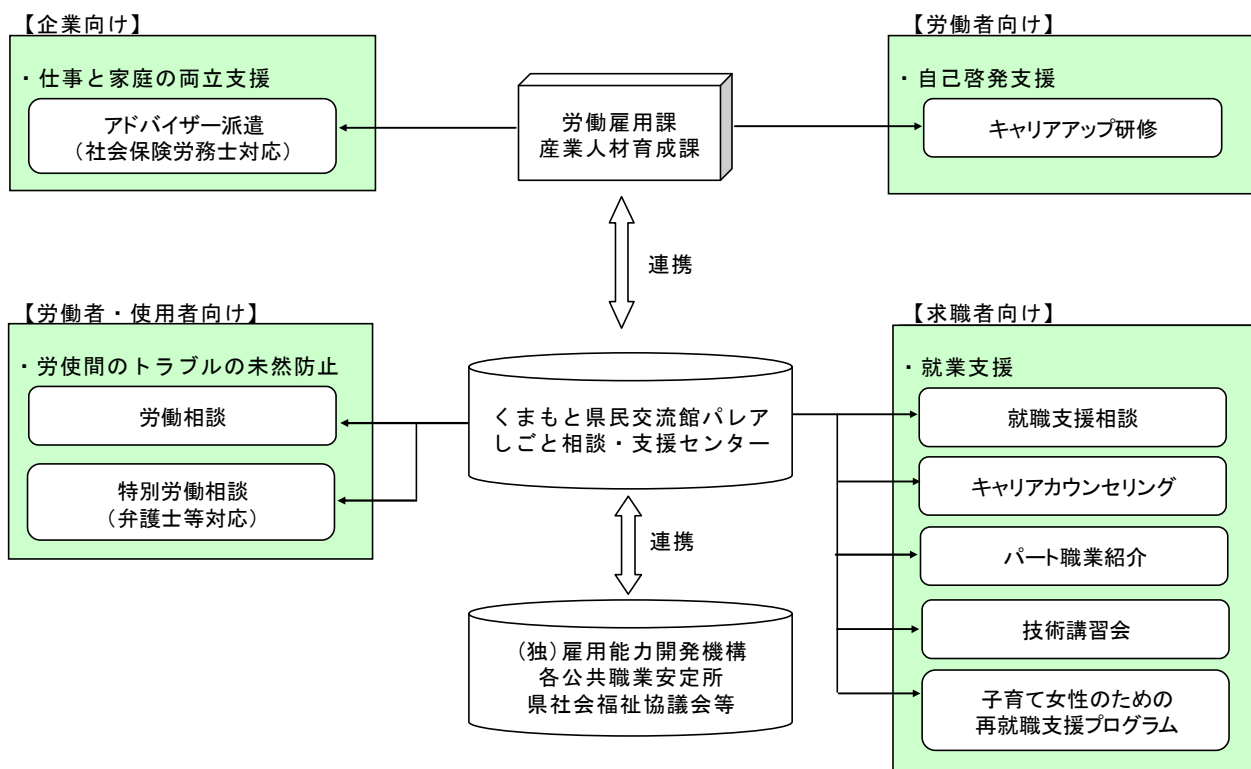 【企業向け】
・仕事と家庭の両立支援
アドバイザー派遣
（社会保険労務士対応）
労働雇用課
産業人材育成課
【労働者向け】
・自己啓発支援
キャリアアップ研修
連携
【労働者・使用者向け】
・労使間のトラブルの未然防止
労働相談
特別労働相談
（弁護士等対応）
くまもと県民交流館パレア
しごと相談・支援センター
連携
(独)雇用能力開発機構
各公共職業安定所
県社会福祉協議会等
【求職者向け】
・就業支援
就職支援相談
キャリアカウンセリング
パート職業紹介
技術講習会
子育て女性のための
再就職支援プログラム